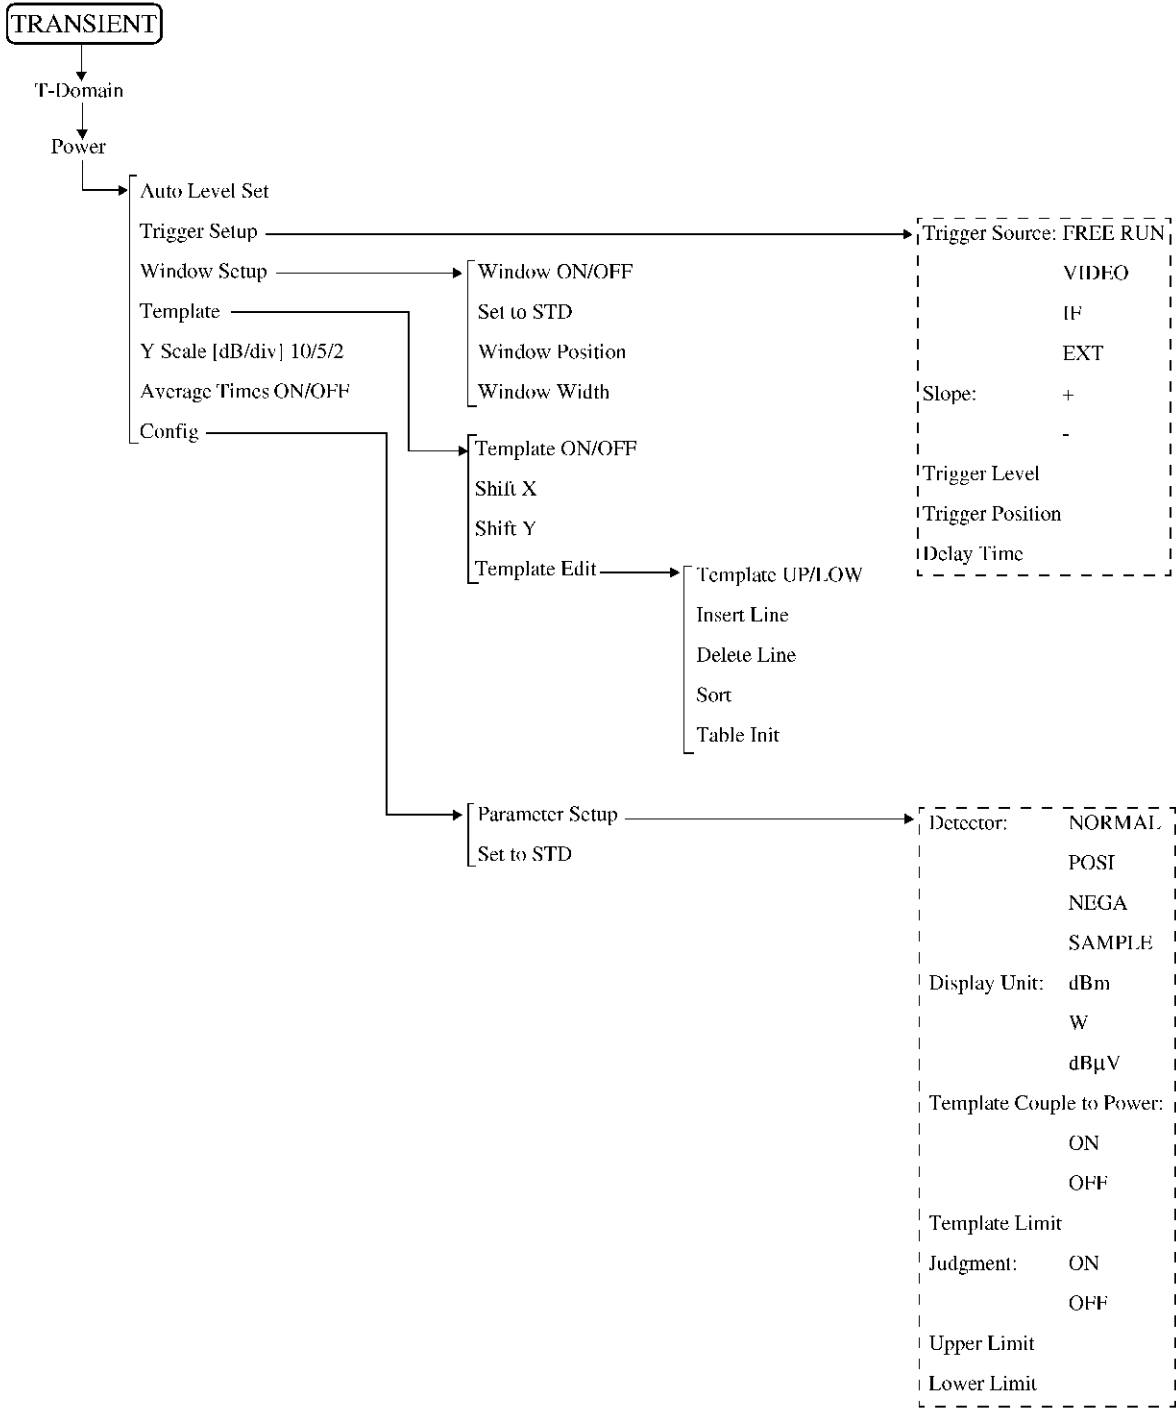 TRANSIENT
T-Domain
Power
Auto Level Set
Trigger Setup
Window Setup
Template
Y Scale [dB/div] 10/5/2
Average Times ON/OFF
Config
Window ON/OFF
Set to STD
Window Position
Window Width
Template ON/OFF
Shift X
Shift Y
Template Edit
Template UP/LOW
Insert Line
Delete Line
Sort
Table Init
Trigger Source: FREE RUN
VIDEO
IF
EXT
Slope: +
-
Trigger Level
Trigger Position
Delay Time
Parameter Setup
Set to STD
Detector: NORMAL
POSI
NEGA
SAMPLE
Display Unit: dBm
W
dBμV
Template Couple to Power:
ON
OFF
Template Limit
Judgment: ON
OFF
Upper Limit
Lower Limit